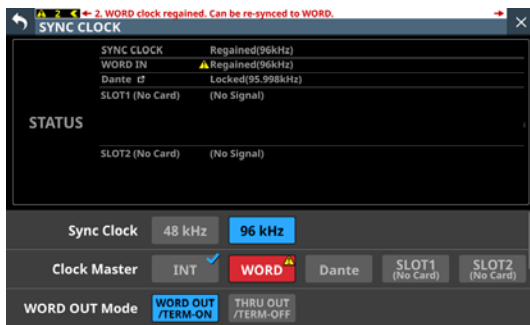 2 2. WORD clock regained. Can be re-synced to WORD.
SYNC CLOCK
SYNC CLOCK Regained(96kHz)
WORD IN Regained(96kHz)
Dante Locked(95.998kHz)
SLOT1 (No Card) (No Signal)
STATUS
SLOT2 (No Card) (No Signal)
Sync Clock 48 kHz 96 kHz
Clock Master INT WORD Dante SLOT1 (No Card) SLOT2 (No Card)
WORD OUT Mode WORD OUT /TERM-ON THRU OUT /TERM-OFF